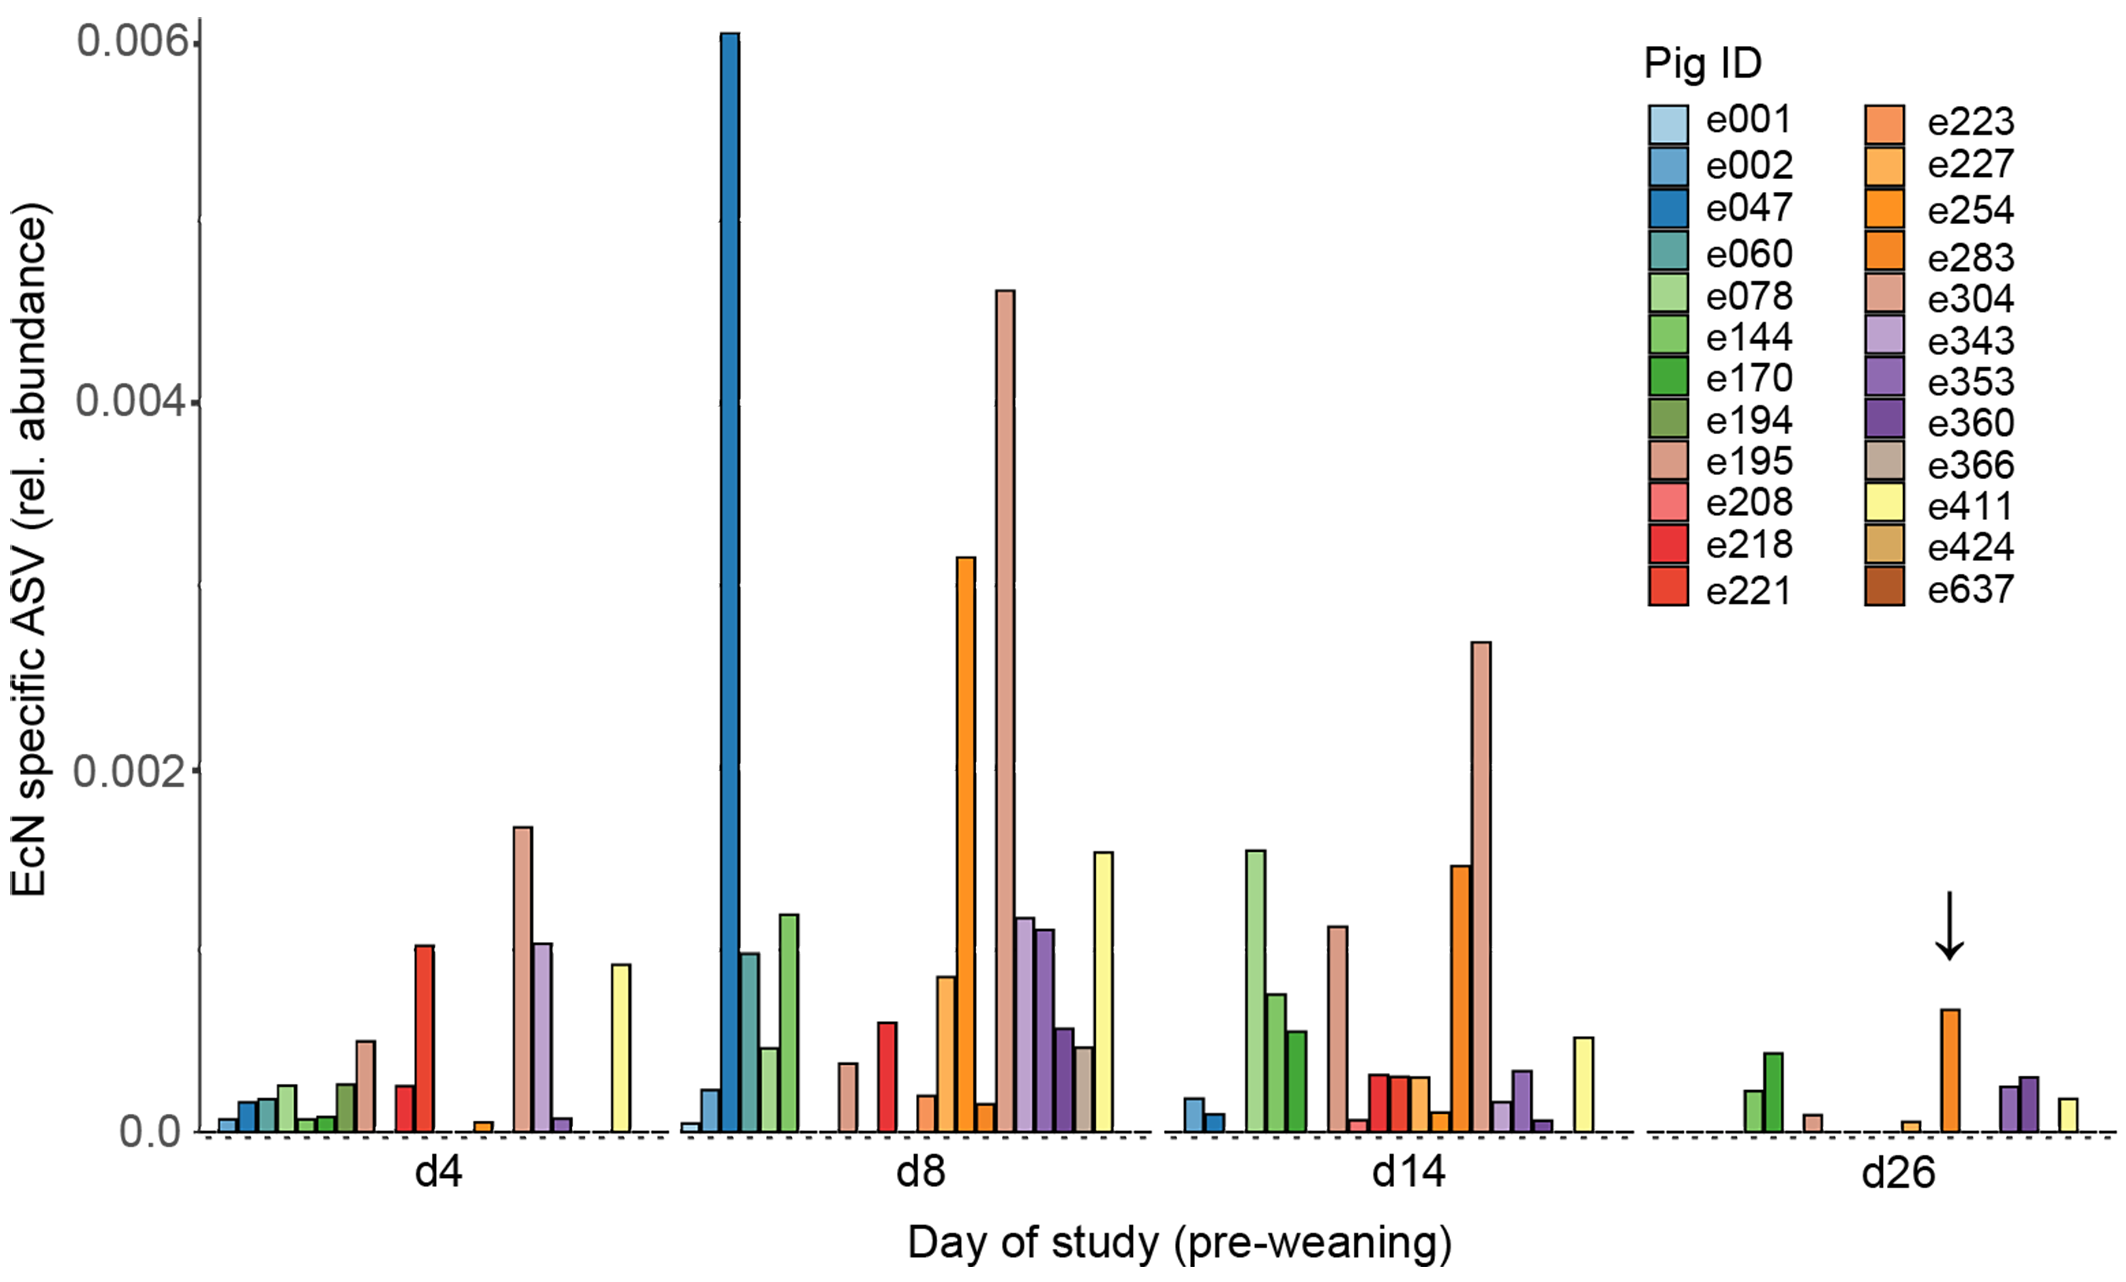 EcN specific ASV (rel. abundance)
0.006
0.004
0.002
0.0
Pig ID
e001
e002
e047
e060
e078
e144
e170
e194
e195
e208
e218
e221
e223
e227
e254
e283
e304
e343
e353
e360
e366
e411
e424
e637
d4
d8
d14
d26
Day of study (pre-weaning)